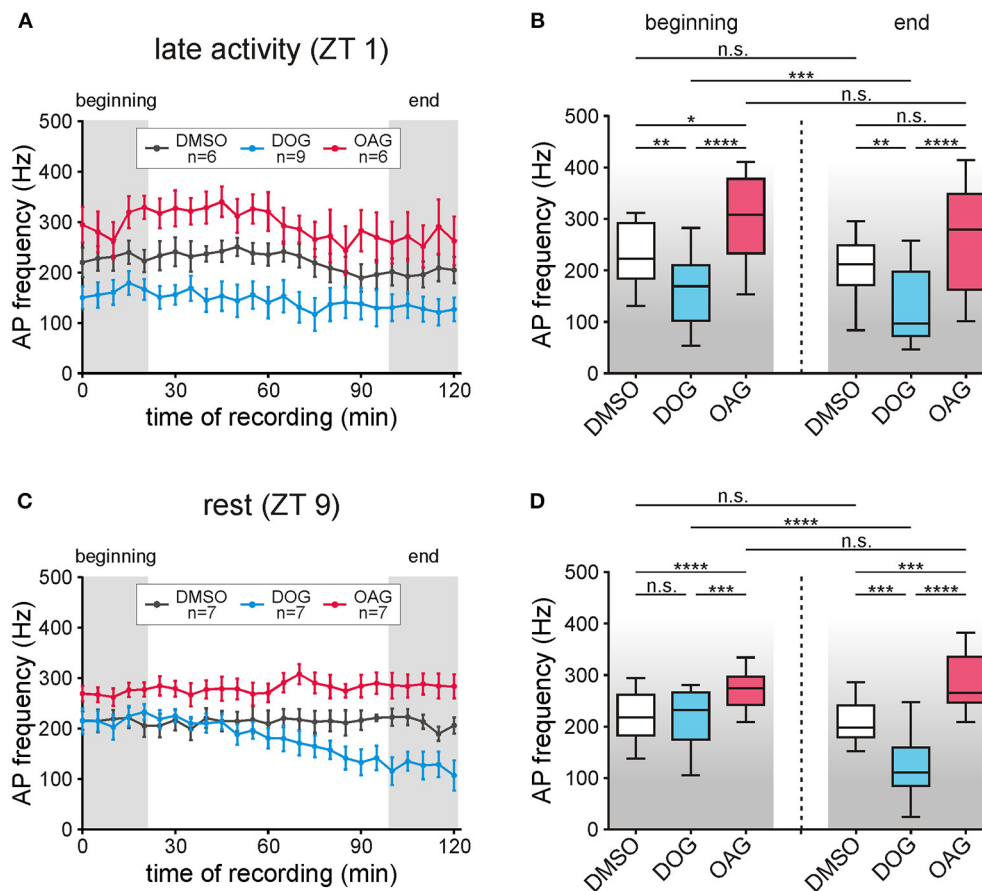 A
late activity (ZT 1)
beginning
end
DMSO DOG OAG
n=6 n=9 n=6
AP frequency (Hz)
500
400
300
200
100
0
0 30 60 90 120
time of recording (min)
B
beginning end
n.s.
***
n.s.
* n.s.
** **** ** ****
AP frequency (Hz)
500
400
300
200
100
0
DMSO DOG OAG DMSO DOG OAG
C
rest (ZT 9)
beginning
end
DMSO DOG OAG
n=7 n=7 n=7
AP frequency (Hz)
500
400
300
200
100
0
0 30 60 90 120
time of recording (min)
D
n.s.
****
n.s.
**** ***
n.s. *** *** ****
AP frequency (Hz)
500
400
300
200
100
0
DMSO DOG OAG DMSO DOG OAG